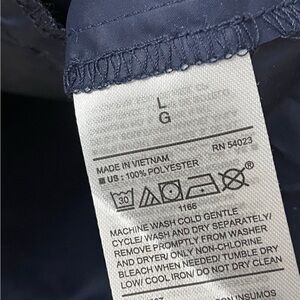 L
G
MADE IN VIETNAM
RN 54023
US : 100% POLYESTER
30
1166
MACHINE WASH COLD GENTLE
CYCLE/ WASH AND DRY SEPARATELY/
REMOVE PROMPTLY FROM WASHER
AND DRYER/ ONLY NON-CHLORINE
BLEACH WHEN NEEDED/ TUMBLE DRY
LOW/ COOL IRON/ DO NOT DRY CLEAN